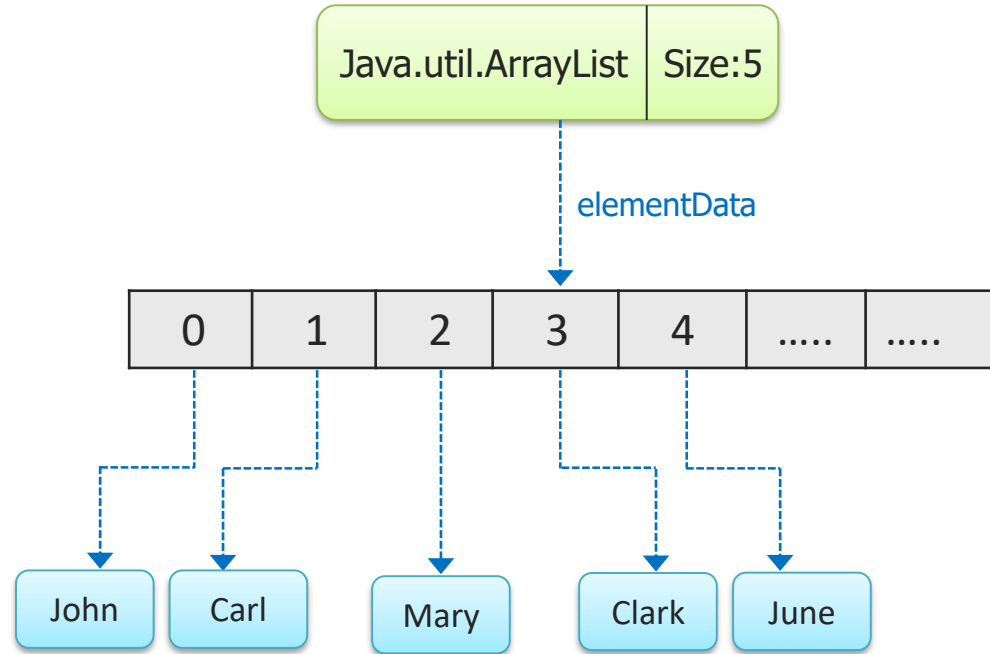 Java.util.ArrayList Size:5
elementData
0 1 2 3 4 ..... .....
John Carl Mary Clark June